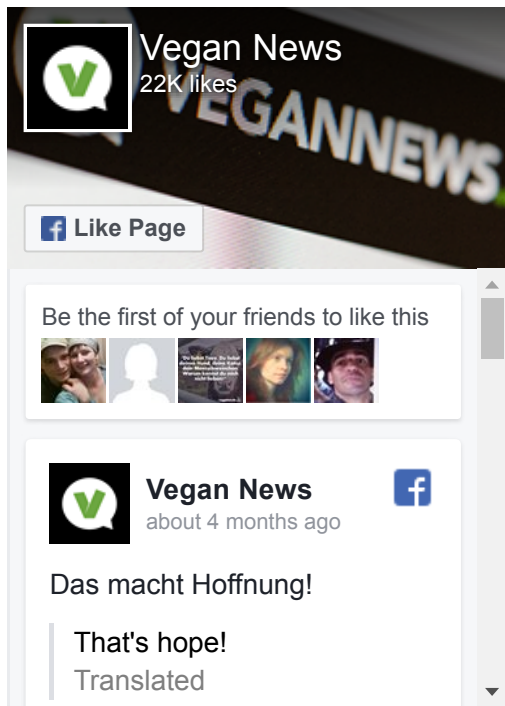 Vegan News
22K likes
VEGANNEWS.
Like Page
Be the first of your friends to like this
Vegan News
about 4 months ago
Das macht Hoffnung!
That's hope!
Translated